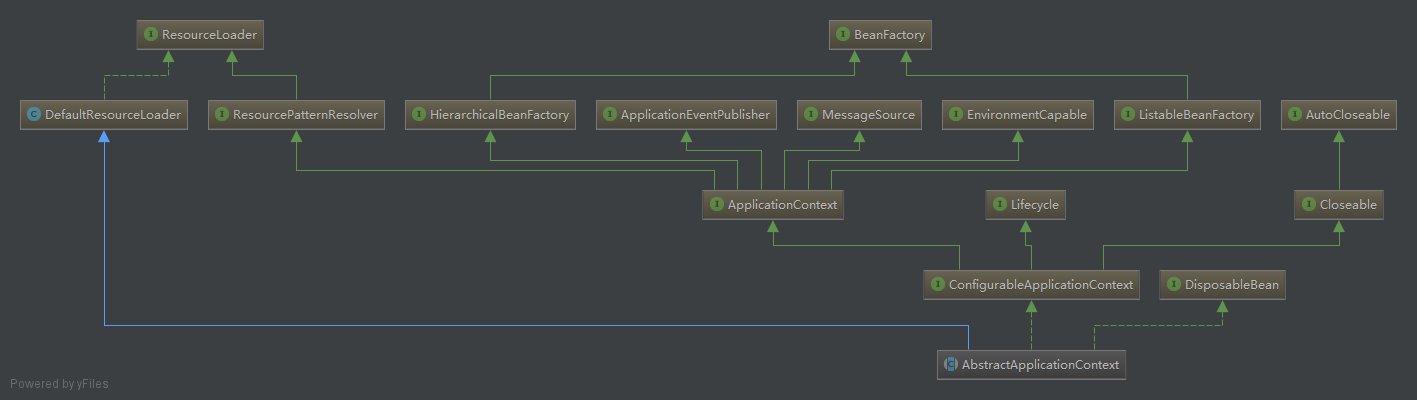 ResourceLoader
BeanFactory
DefaultResourceLoader
ResourcePatternResolver
HierarchicalBeanFactory
ApplicationEventPublisher
MessageSource
EnvironmentCapable
ListableBeanFactory
AutoCloseable
ApplicationContext
Lifecycle
Closeable
ConfigurableApplicationContext
DisposableBean
AbstractApplicationContext
Powered by yFiles